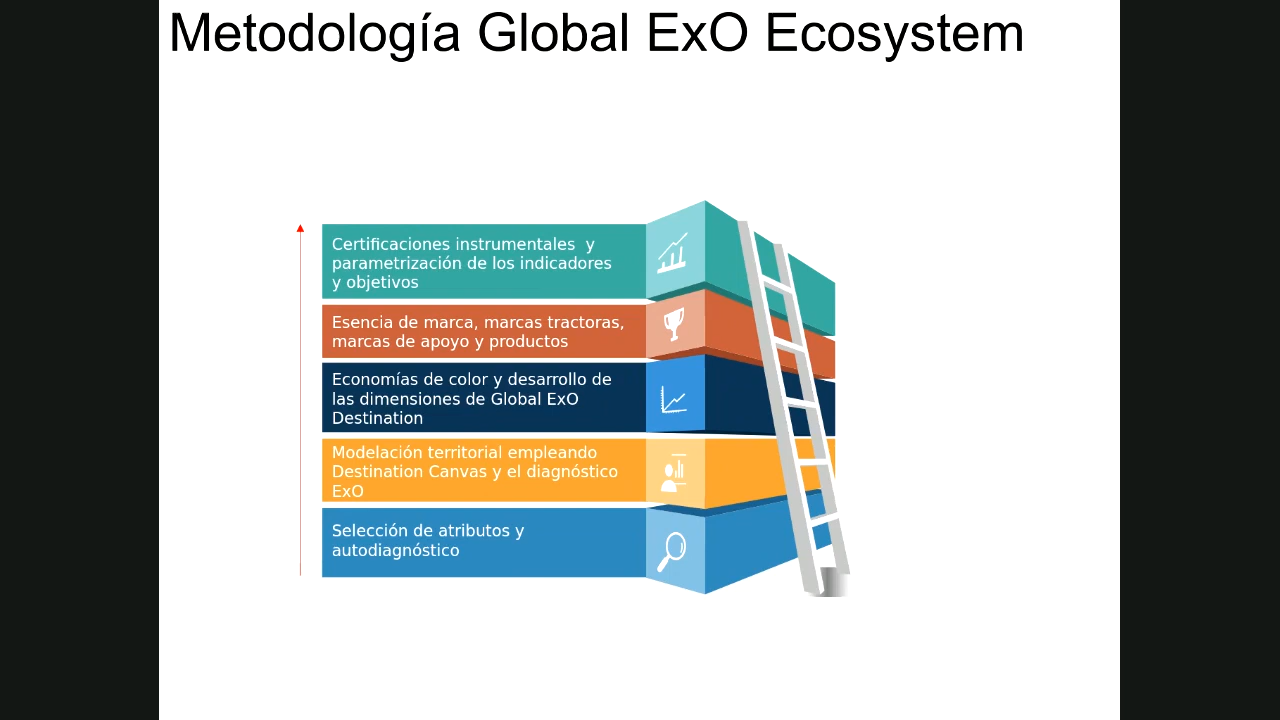 Metodología Global ExO Ecosystem
Certificaciones instrumentales  y
parametrización de los indicadores
y objetivos
Esencia de marca, marcas tractoras,
marcas de apoyo y productos
Economías de color y desarrollo de
las dimensiones de Global ExO
Destination
Modelación territorial empleando
Destination Canvas y el diagnóstico
ExO
Selección de atributos y
autodiagnóstico